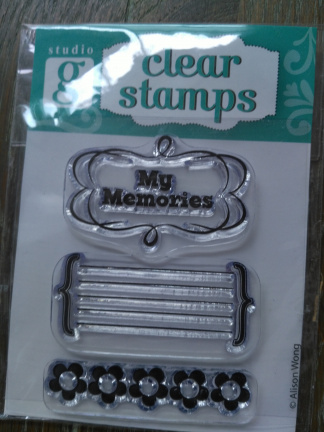 studio
g
clear
stamps
My
Memories
© Alison Wong